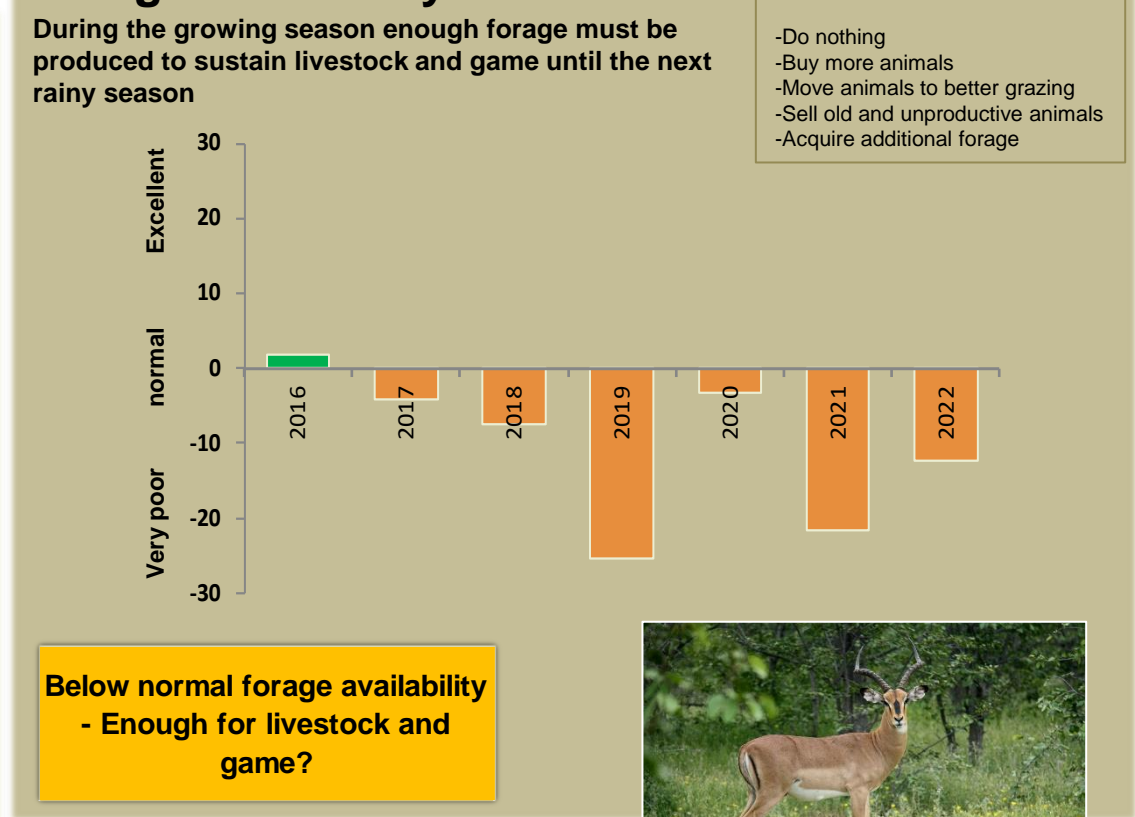 During the growing season enough forage must be
produced to sustain livestock and game until the next
rainy season
-Do nothing
-Buy more animals
-Move animals to better grazing
-Sell old and unproductive animals
-Acquire additional forage
Excellent
normal
Very poor
30
20
10
0
-10
-20
-30
2016
2017
2018
2019
2020
2021
2022
Below normal forage availability
- Enough for livestock and
game?